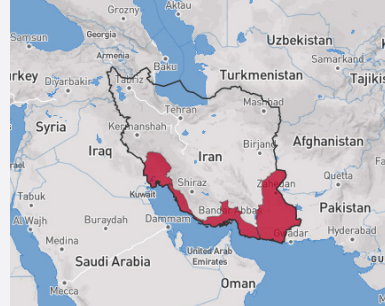 Grozny
Aktau
Samsun
Georgia
Uzbekistan
Armenia
Samarkand
Baku
rkey
Tabriz
Turkmenistan
Tajikis
Diyarbakir
Mashhad
Tehran
Syria
Kermanshah
Birjand
Afghanistan
Iraq
Iran
Quetta
Zahedan
Kuwait
Shiraz
Tabuk
Pakistan
Bandar Abbas
Al Wajh
Buraydah
Dammam
Gwadar
Hyderabad
Medina
United Arab
Emirates
Saudi Arabia
Oman
Mecca